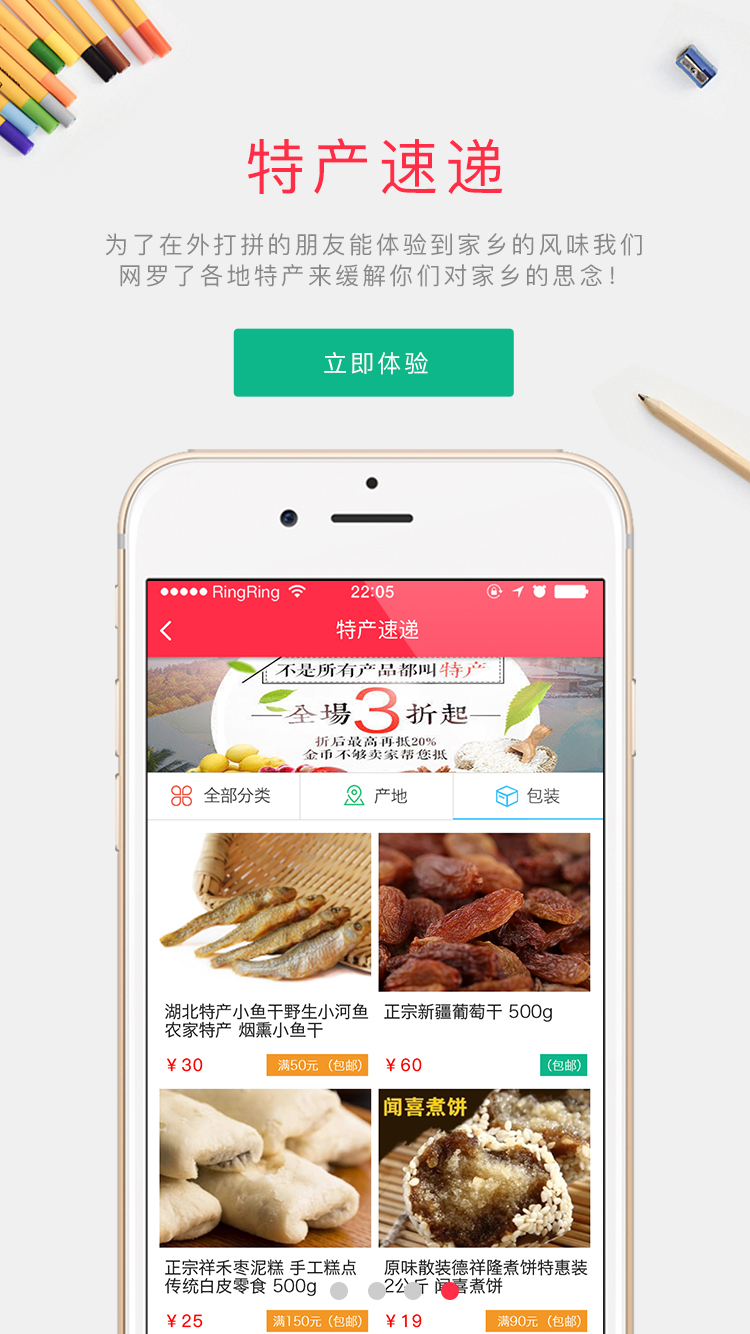 特产速递
为了在外打拼的朋友能体验到家乡的风味我们
网罗了各地特产来缓解你们对家乡的思念！
立即体验
RingRing 22:05
特产速递
不是所有产品都叫特产
全場3折起
折后最高再抵20%
金币不够卖家帮您抵
全部分类 产地 包装
湖北特产小鱼干野生小河鱼
农家特产 烟熏小鱼干
¥30 满50元（包邮）
正宗新疆葡萄干 500g
¥60 (包邮)
正宗祥禾枣泥糕 手工糕点
传统白皮零食 500g
¥25 满150元（包邮）
闻喜煮饼
原味散装德祥隆煮饼特惠装
2公斤 闻喜煮饼
¥19 满90元（包邮）